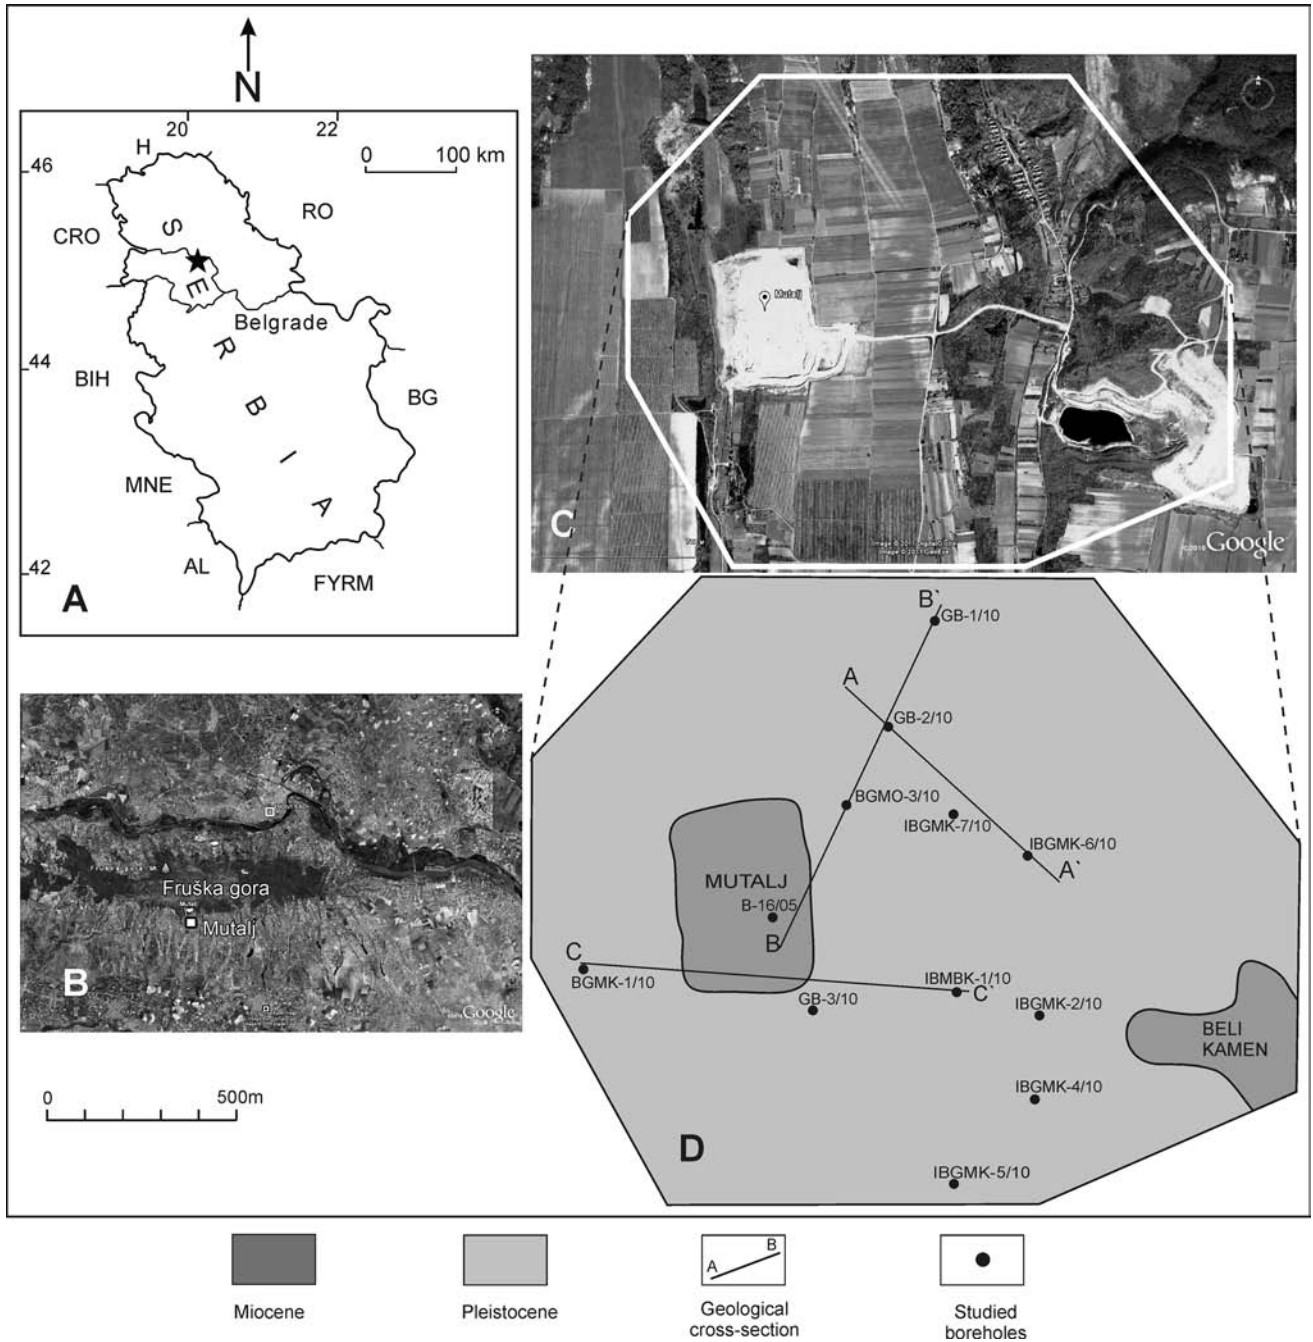 N
20
22
46
44
42
H
0
100 km
RO
CRO
S
E
R
B
I
A
Belgrade
BIH
BG
MNE
AL
FYRM
A
Mutalj
C
Google
Fruška gora
Mutalj
B
Google
0
500m
B`
GB-1/10
A
GB-2/10
BGMO-3/10
IBGMK-7/10
IBGMK-6/10
A`
MUTALJ
B-16/05
B
C
BGMK-1/10
IBMBK-1/10
C`
GB-3/10
IBGMK-2/10
BELI
KAMEN
IBGMK-4/10
D
IBGMK-5/10
Miocene
Pleistocene
A
B
Geological
cross-section
Studied
boreholes